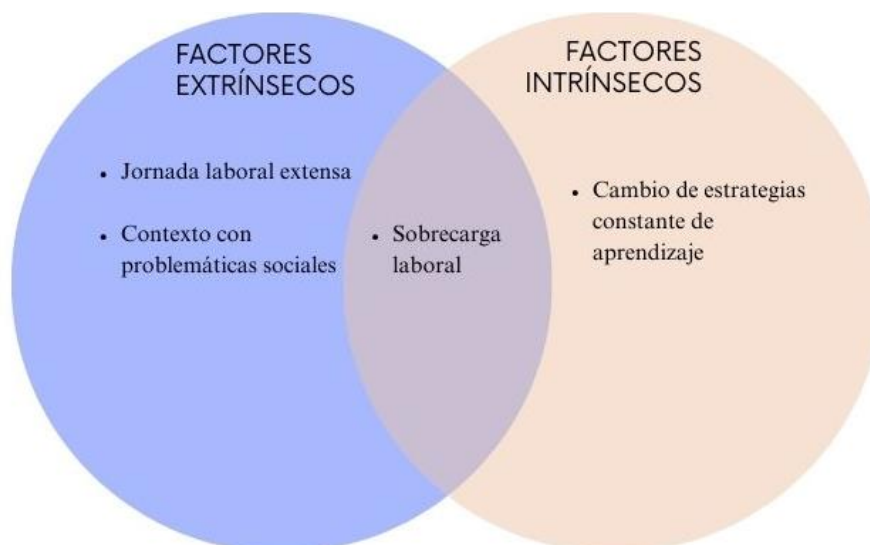 FACTORES
EXTRÍNSECOS
• Jornada laboral extensa
• Contexto con
problemáticas sociales
• Sobrecarga
laboral
FACTORES
INTRÍNSECOS
• Cambio de estrategias
constante de
aprendizaje